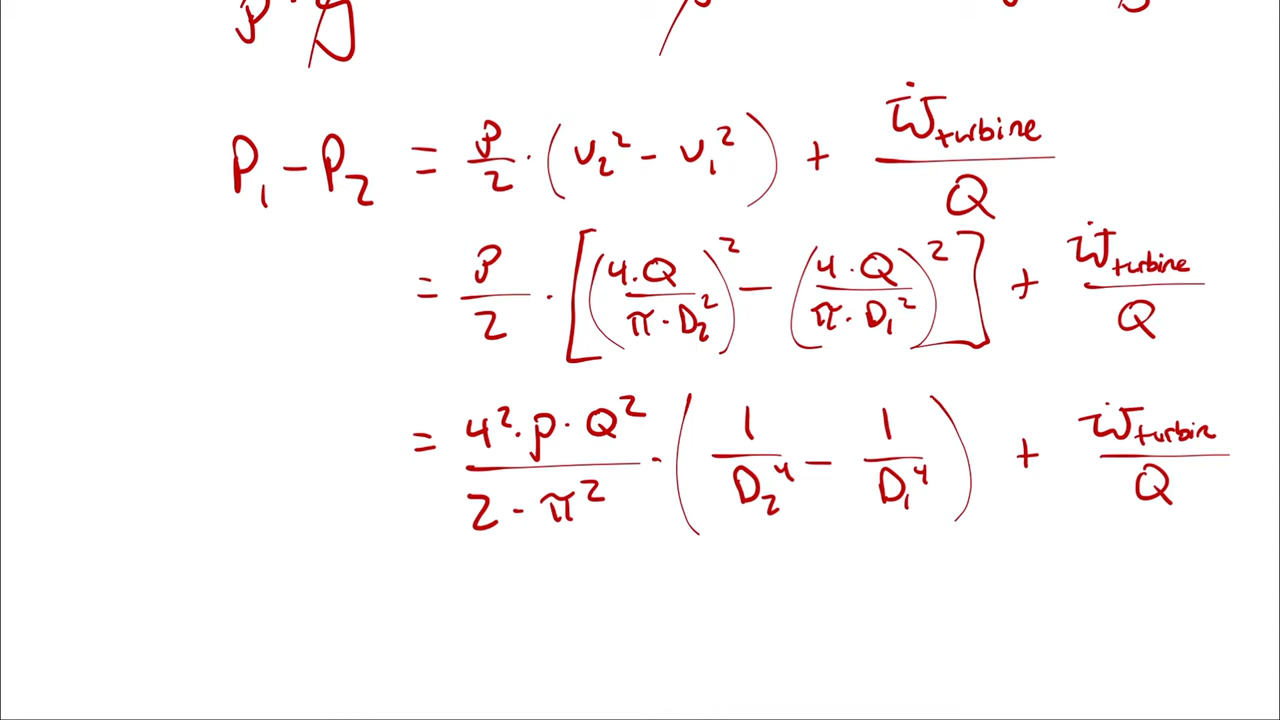 P₁ − P₂ = ρ/2 · (v₂² − v₁²) + Ẇturbine/Q
= ρ/2 · [(4·Q/π·D₂²)² − (4·Q/π·D₁²)²] + Ẇturbine/Q
= 4²·ρ·Q²/2·π² · (1/D₂⁴ − 1/D₁⁴) + Ẇturbin/Q